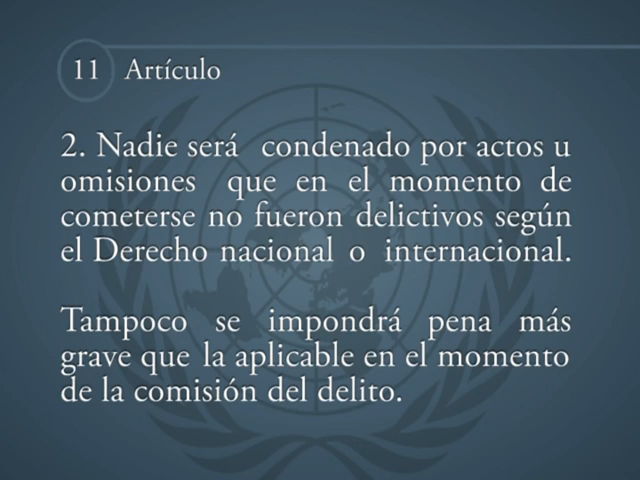 11 Artículo
2. Nadie será condenado por actos u
omisiones que en el momento de
cometerse no fueron delictivos según
el Derecho nacional o internacional.
Tampoco se impondrá pena más
grave que la aplicable en el momento
de la comisión del delito.